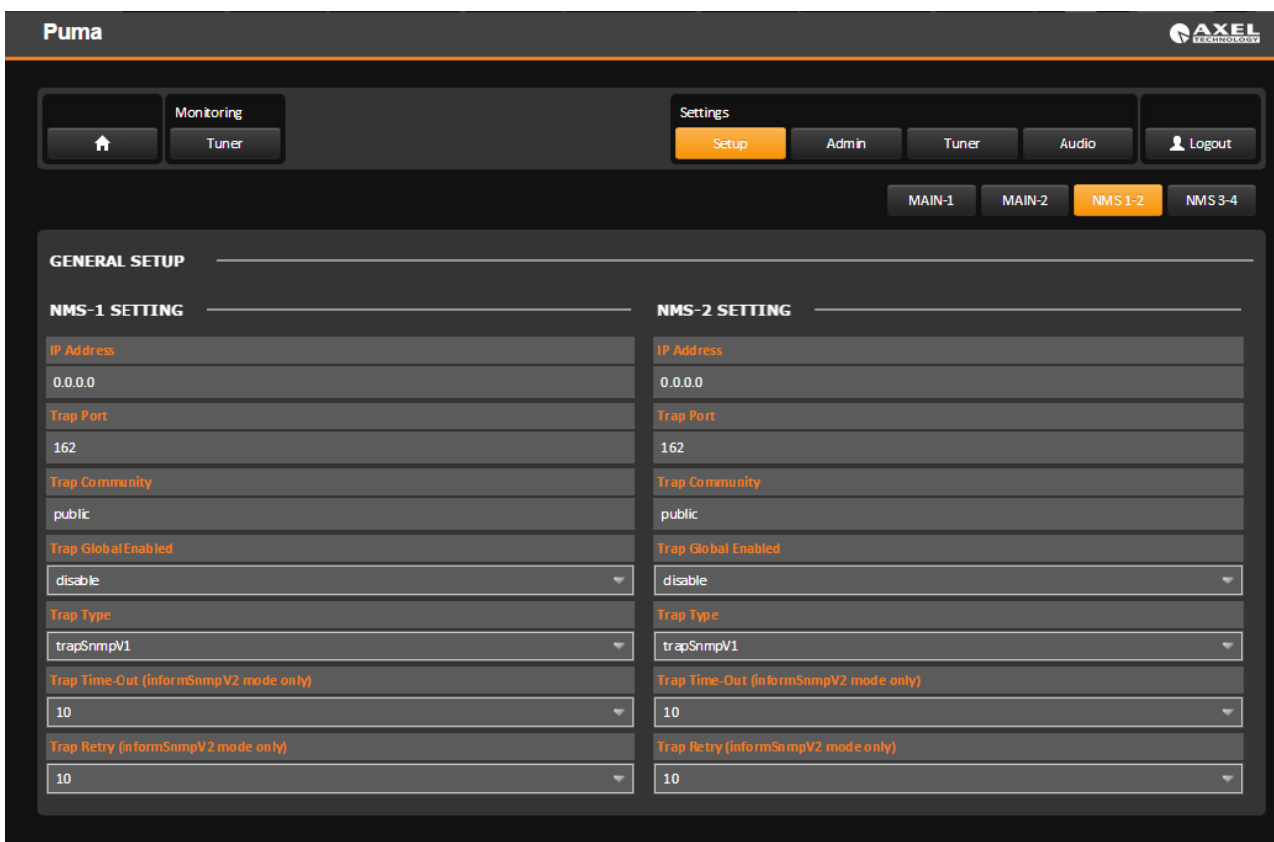 Puma
AXEL
TECHNOLOGY
Monitoring
Settings
Tuner
Setup
Admin
Tuner
Audio
Logout
MAIN-1
MAIN-2
NMS 1-2
NMS 3-4
GENERAL SETUP
NMS-1 SETTING
IP Address
0.0.0.0
Trap Port
162
Trap Community
public
Trap Global Enabled
disable
Trap Type
trapSnmpV1
Trap Time-Out (informSnmpV2 mode only)
10
Trap Retry (informSnmpV2 mode only)
10
NMS-2 SETTING
IP Address
0.0.0.0
Trap Port
162
Trap Community
public
Trap Global Enabled
disable
Trap Type
trapSnmpV1
Trap Time-Out (informSnmpV2 mode only)
10
Trap Retry (informSnmpV2 mode only)
10